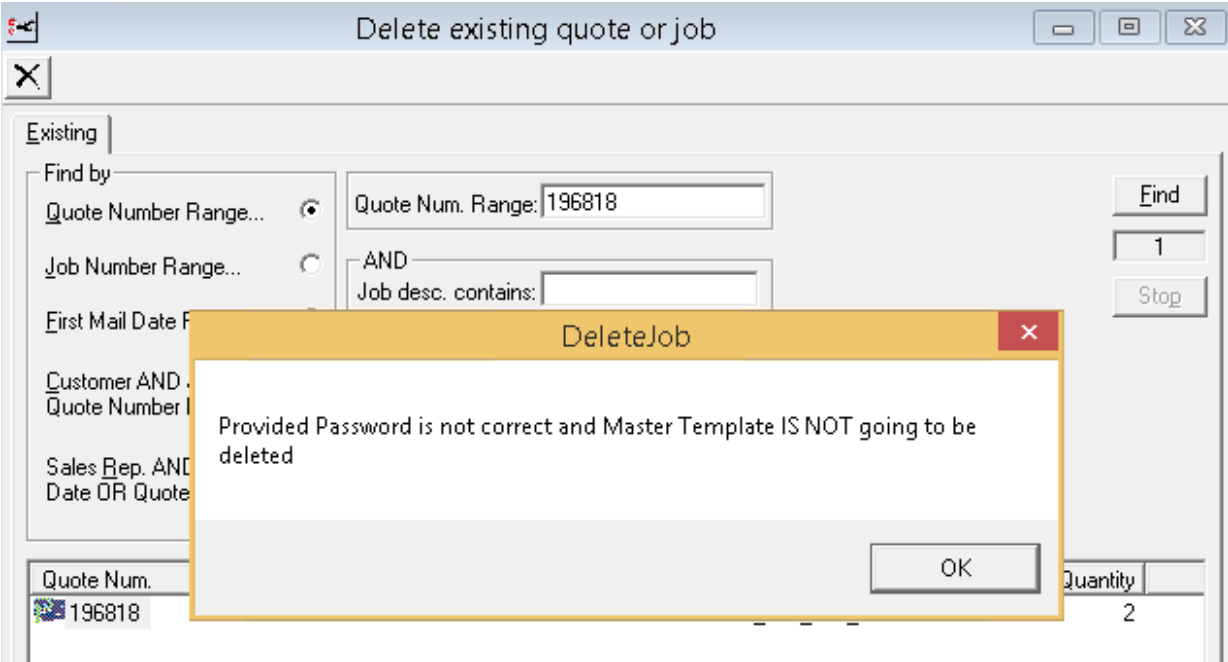 Delete existing quote or job
Existing
Find by
Quote Number Range...
Quote Num. Range: 196818
Find
1
Job Number Range...
AND
Job desc. contains:
Stop
First Mail Date
DeleteJob
Customer AND
Quote Number
Provided Password is not correct and Master Template IS NOT going to be
deleted
Sales Rep. AND
Date OR Quote
OK
Quote Num.
Quantity
196818
2